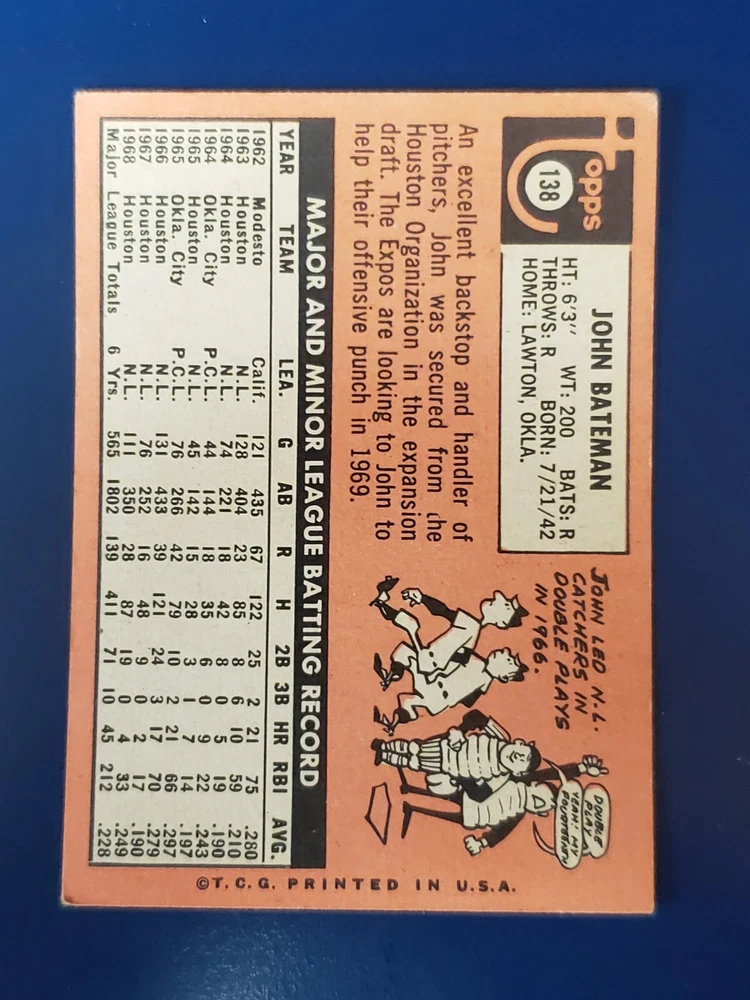 Topps
138
JOHN BATEMAN
HT: 6'3" WT: 200 BATS: R
THROWS: R BORN: 7/21/42
HOME: LAWTON, OKLA.
An excellent backstop and handler of
pitchers, John was secured from the
Houston Organization in the expansion
draft. The Expos are looking to John to
help their offensive punch in 1969.
JOHN LED N.L.
CATCHERS IN
DOUBLE PLAYS
IN 1966.
DOUBLE
PLAY
YEAH! MY
MAJOR AND MINOR LEAGUE BATTING RECORD
YEAR TEAM LEA. G AB R H 2B 3B HR RBI AVG.
1962 Modesto Calif. 121 435 67 122 25 2 21 75 .280
1963 Houston N.L. 128 404 23 85 8 6 10 59 .210
1964 Houston N.L. 74 221 18 42 8 0 5 19 .190
1964 Okla. City P.C.L. 44 144 18 35 6 0 9 22 .243
1965 Houston N.L. 45 142 15 28 3 1 7 14 .197
1965 Okla. City P.C.L. 76 266 42 79 10 2 21 66 .297
1966 Houston N.L. 131 433 39 121 24 3 17 70 .279
1967 Houston N.L. 76 252 16 48 9 0 2 17 .190
1968 Houston N.L. 111 350 28 87 19 0 4 33 .249
Major League Totals 6 Yrs. 565 1802 139 411 71 10 45 212 .228
©T.C.G. PRINTED IN U.S.A.